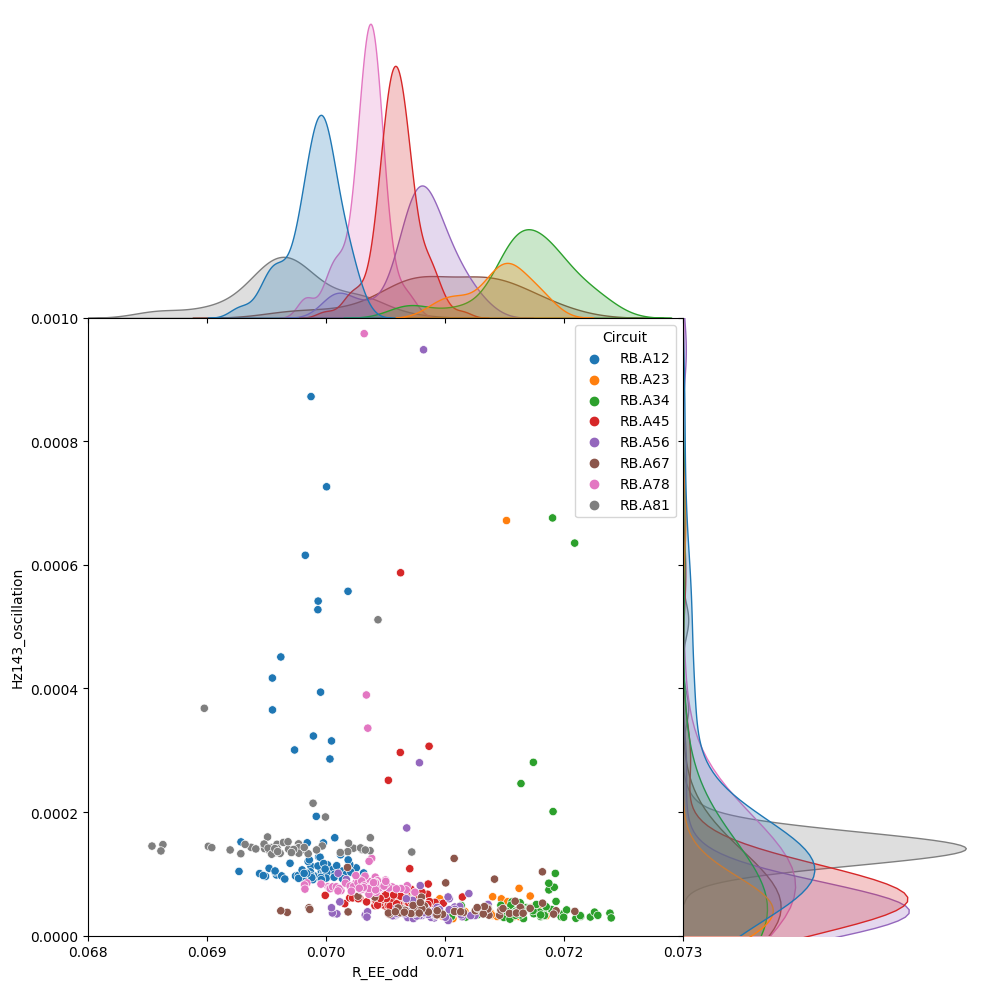 0.0010
0.0008
0.0006
0.0004
0.0002
0.0000
Hz143_oscillation
Circuit
RB.A12
RB.A23
RB.A34
RB.A45
RB.A56
RB.A67
RB.A78
RB.A81
0.068 0.069 0.070 0.071 0.072 0.073
R_EE_odd